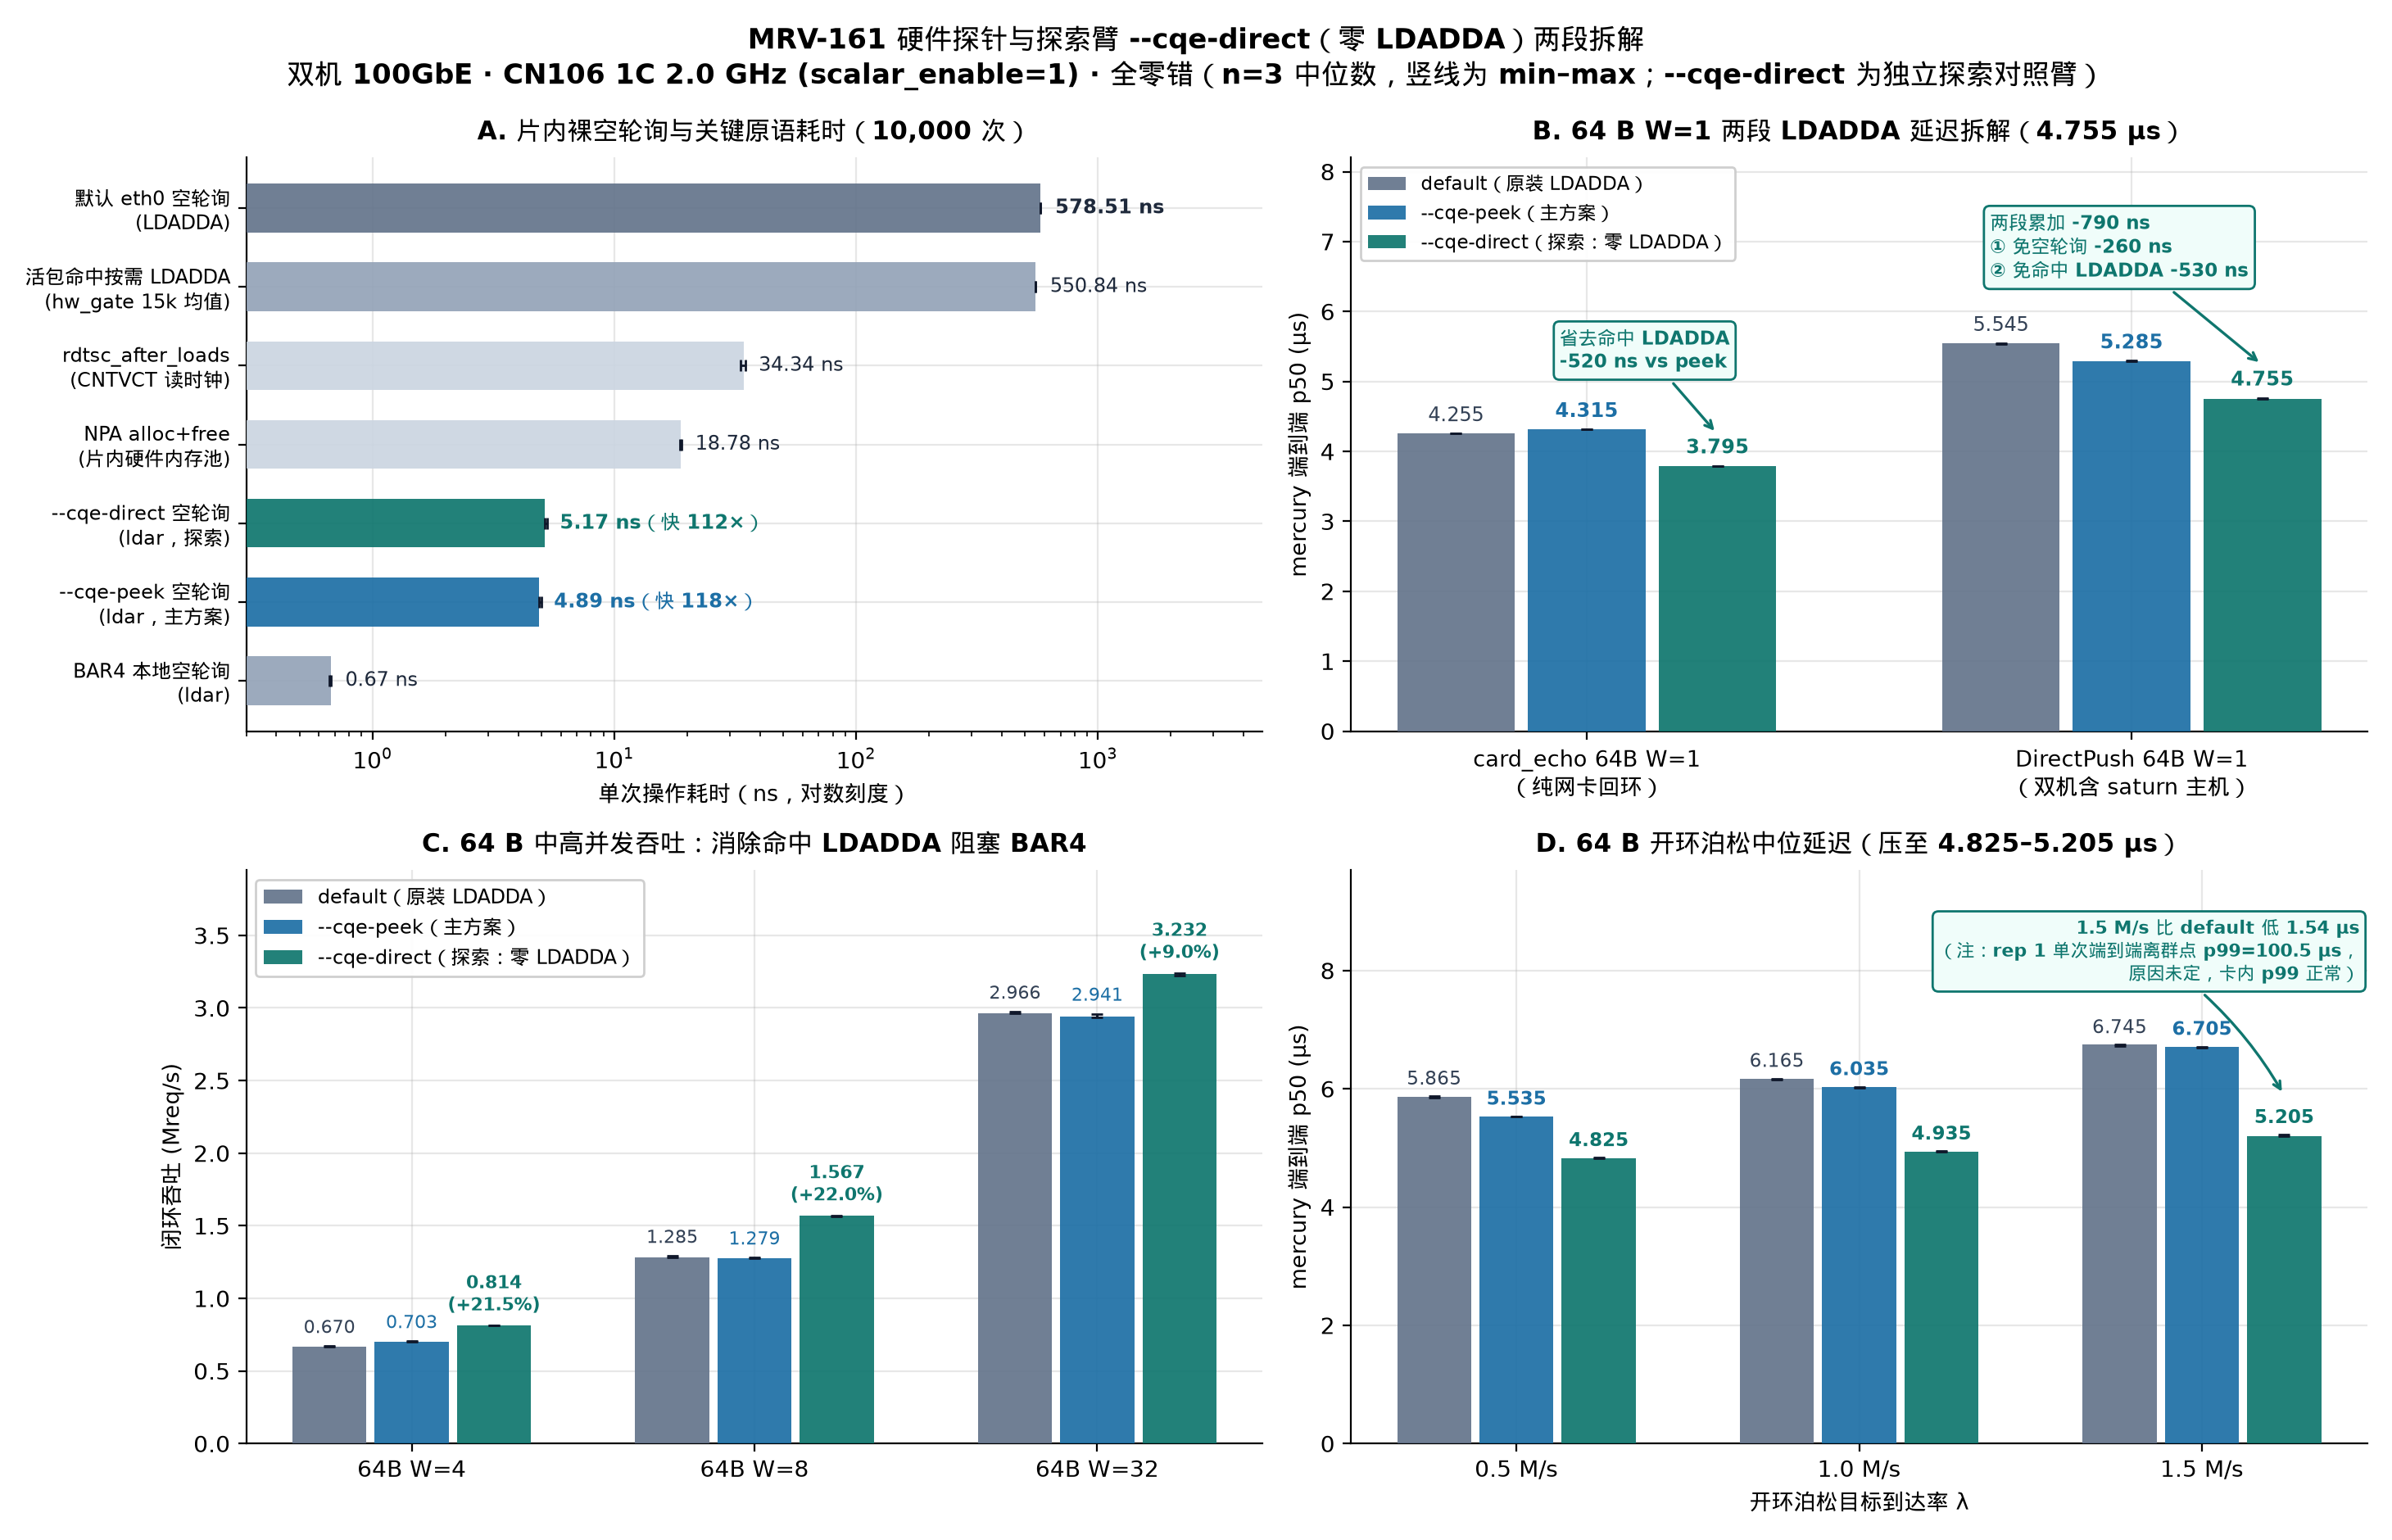 MRV-161 硬件探针与探索臂 --cqe-direct（零 LDADDA）两段拆解
双机 100GbE · CN106 1C 2.0 GHz (scalar_enable=1) · 全零错（n=3 中位数，竖线为 min–max；--cqe-direct 为独立探索对照臂）
A. 片内裸空轮询与关键原语耗时（10,000 次）
默认 eth0 空轮询
(LDADDA)
578.51 ns
活包命中按需 LDADDA
(hw_gate 15k 均值)
550.84 ns
rdtsc_after_loads
(CNTVCT 读时钟)
34.34 ns
NPA alloc+free
(片内硬件内存池)
18.78 ns
--cqe-direct 空轮询
(ldar，探索)
5.17 ns（快 112×）
--cqe-peek 空轮询
(ldar，主方案)
4.89 ns（快 118×）
BAR4 本地空轮询
(ldar)
0.67 ns
10⁰ 10¹ 10² 10³
单次操作耗时（ns，对数刻度）
B. 64 B W=1 两段 LDADDA 延迟拆解（4.755 µs）
default（原装 LDADDA）
--cqe-peek（主方案）
--cqe-direct（探索：零 LDADDA）
两段累加 -790 ns
① 免空轮询 -260 ns
② 免命中 LDADDA -530 ns
省去命中 LDADDA
-520 ns vs peek
mercury 端到端 p50 (µs)
8
7
6
5
4
3
2
1
0
4.255
4.315
3.795
5.545
5.285
4.755
card_echo 64B W=1
（纯网卡回环）
DirectPush 64B W=1
（双机含 saturn 主机）
C. 64 B 中高并发吞吐：消除命中 LDADDA 阻塞 BAR4
default（原装 LDADDA）
--cqe-peek（主方案）
--cqe-direct（探索：零 LDADDA）
闭环吞吐 (Mreq/s)
3.5
3.0
2.5
2.0
1.5
1.0
0.5
0.0
0.670
0.703
0.814
(+21.5%)
1.285
1.279
1.567
(+22.0%)
2.966
2.941
3.232
(+9.0%)
64B W=4
64B W=8
64B W=32
D. 64 B 开环泊松中位延迟（压至 4.825–5.205 µs）
1.5 M/s 比 default 低 1.54 µs
（注：rep 1 单次端到端离群点 p99=100.5 µs，
原因未定，卡内 p99 正常）
mercury 端到端 p50 (µs)
8
6
4
2
0
5.865
5.535
4.825
6.165
6.035
4.935
6.745
6.705
5.205
0.5 M/s
1.0 M/s
1.5 M/s
开环泊松目标到达率 λ